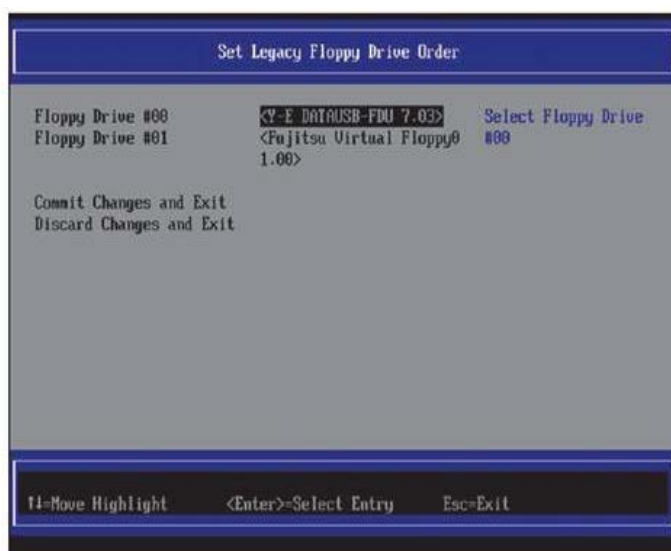 Set Legacy Floppy Drive Order
Floppy Drive #00 <Y-E DATAUSB-FDU 7.03> Select Floppy Drive
Floppy Drive #01 <Fujitsu Virtual Floppy0 #00
1.00>
Commit Changes and Exit
Discard Changes and Exit
↑↓=Move Highlight <Enter>=Select Entry Esc=Exit